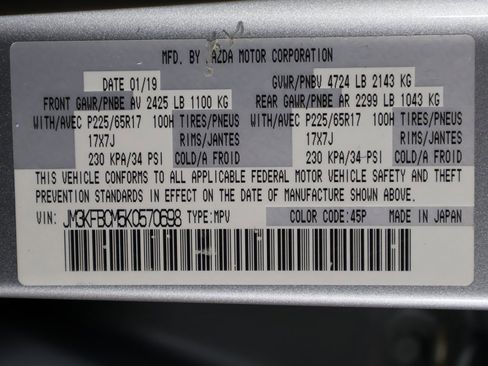 MFD. BY MAZDA MOTOR CORPORATION
DATE 01/19 GVWR/PNBV 4724 LB 2143 KG
FRONT GAWR/PNBE AV 2425 LB 1100 KG REAR GAWR/PNBE AR 2299 LB 1043 KG
WITH/AVEC P225/65R17 100H TIRES/PNEUS WITH/AVEC P225/65R17 100H TIRES/PNEUS
17X7J RIMS/JANTES 17X7J RIMS/JANTES
230 KPA/34 PSI COLD/A FROID 230 KPA/34 PSI COLD/A FROID
THIS VEHICLE CONFORMS TO ALL APPLICABLE FEDERAL MOTOR VEHICLE SAFETY AND THEFT
PREVENTION STANDARDS IN EFFECT ON THE DATE OF MANUFACTURE SHOWN ABOVE.
VIN: JM3KFBCM5K0570698 TYPE:MPV COLOR CODE:45P MADE IN JAPAN